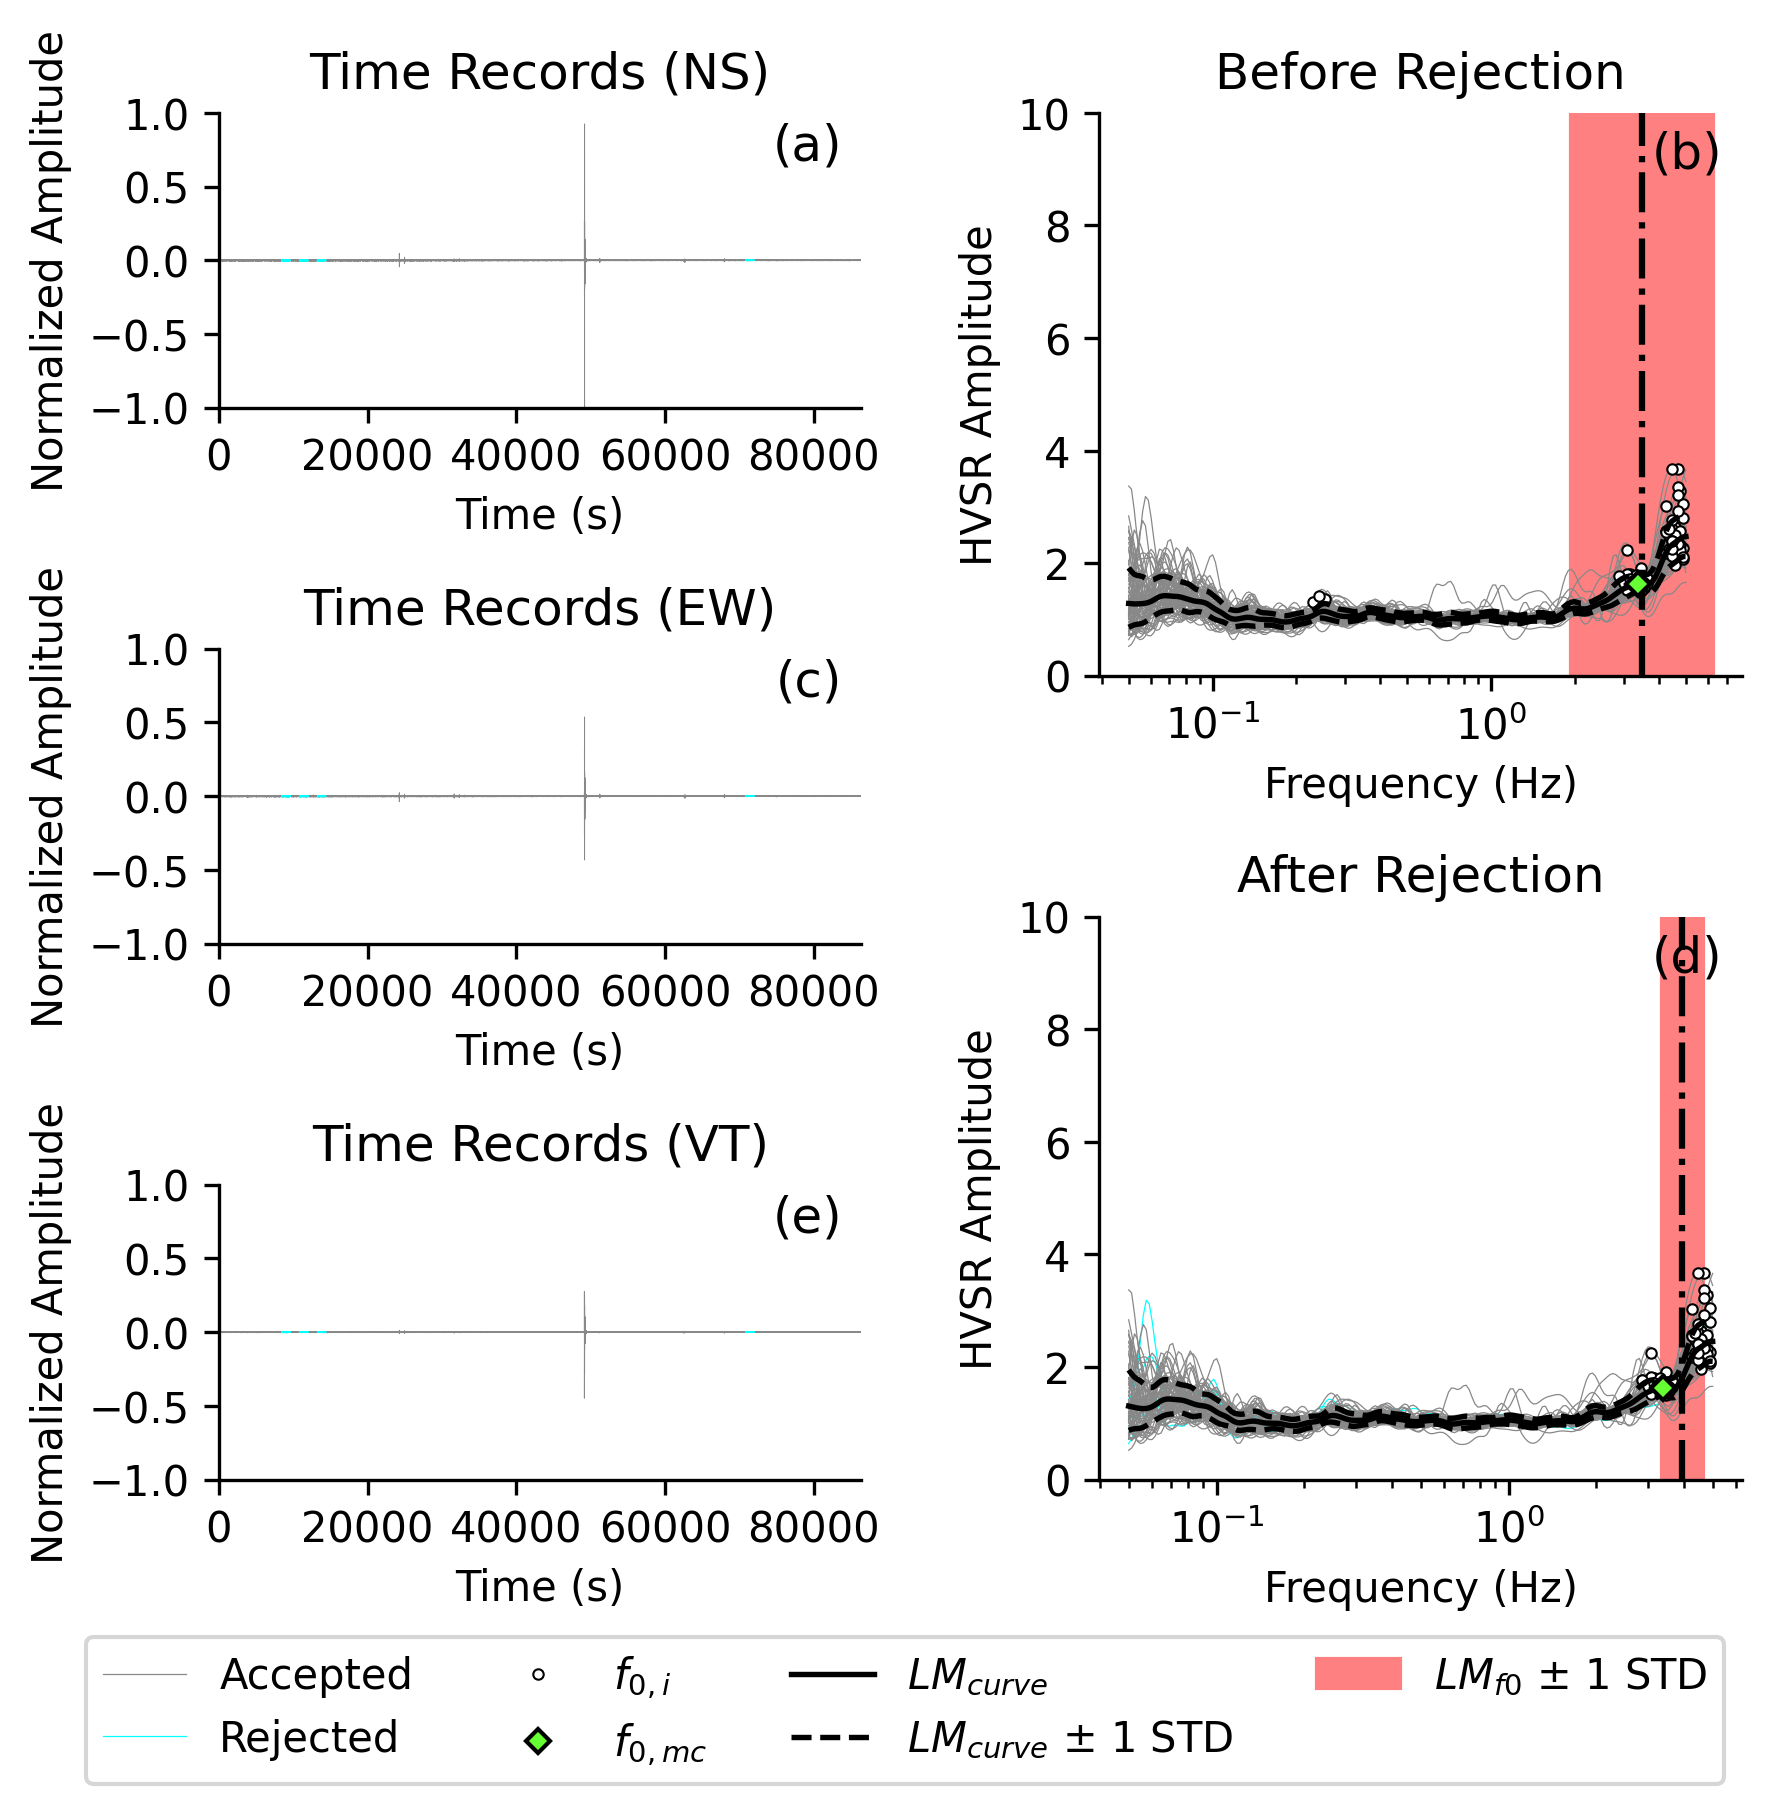 Time Records (NS)
Normalized Amplitude
1.0
0.5
0.0
−0.5
−1.0
(a)
0 20000 40000 60000 80000
Time (s)
Before Rejection
HVSR Amplitude
10
8
6
4
2
0
(b)
10⁻¹ 10⁰
Frequency (Hz)
Time Records (EW)
Normalized Amplitude
1.0
0.5
0.0
−0.5
−1.0
(c)
0 20000 40000 60000 80000
Time (s)
After Rejection
HVSR Amplitude
10
8
6
4
2
0
(d)
10⁻¹ 10⁰
Frequency (Hz)
Time Records (VT)
Normalized Amplitude
1.0
0.5
0.0
−0.5
−1.0
(e)
0 20000 40000 60000 80000
Time (s)
Accepted f0,i LMcurve LMf0 ± 1 STD
Rejected f0,mc LMcurve ± 1 STD